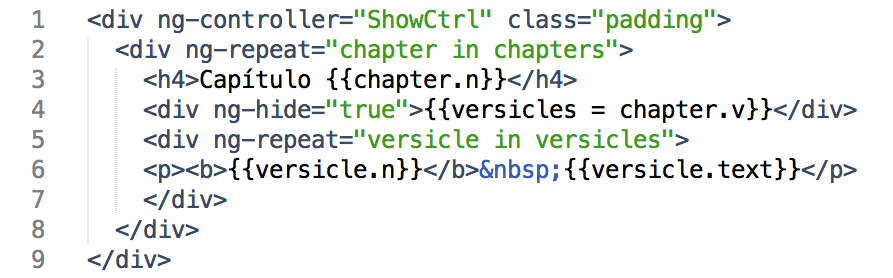 1 <div ng-controller="ShowCtrl" class="padding">
2 <div ng-repeat="chapter in chapters">
3 <h4>Capítulo {{chapter.n}}</h4>
4 <div ng-hide="true">{{versicles = chapter.v}}</div>
5 <div ng-repeat="versicle in versicles">
6 <p><b>{{versicle.n}}</b>&nbsp;{{versicle.text}}</p>
7 </div>
8 </div>
9 </div>